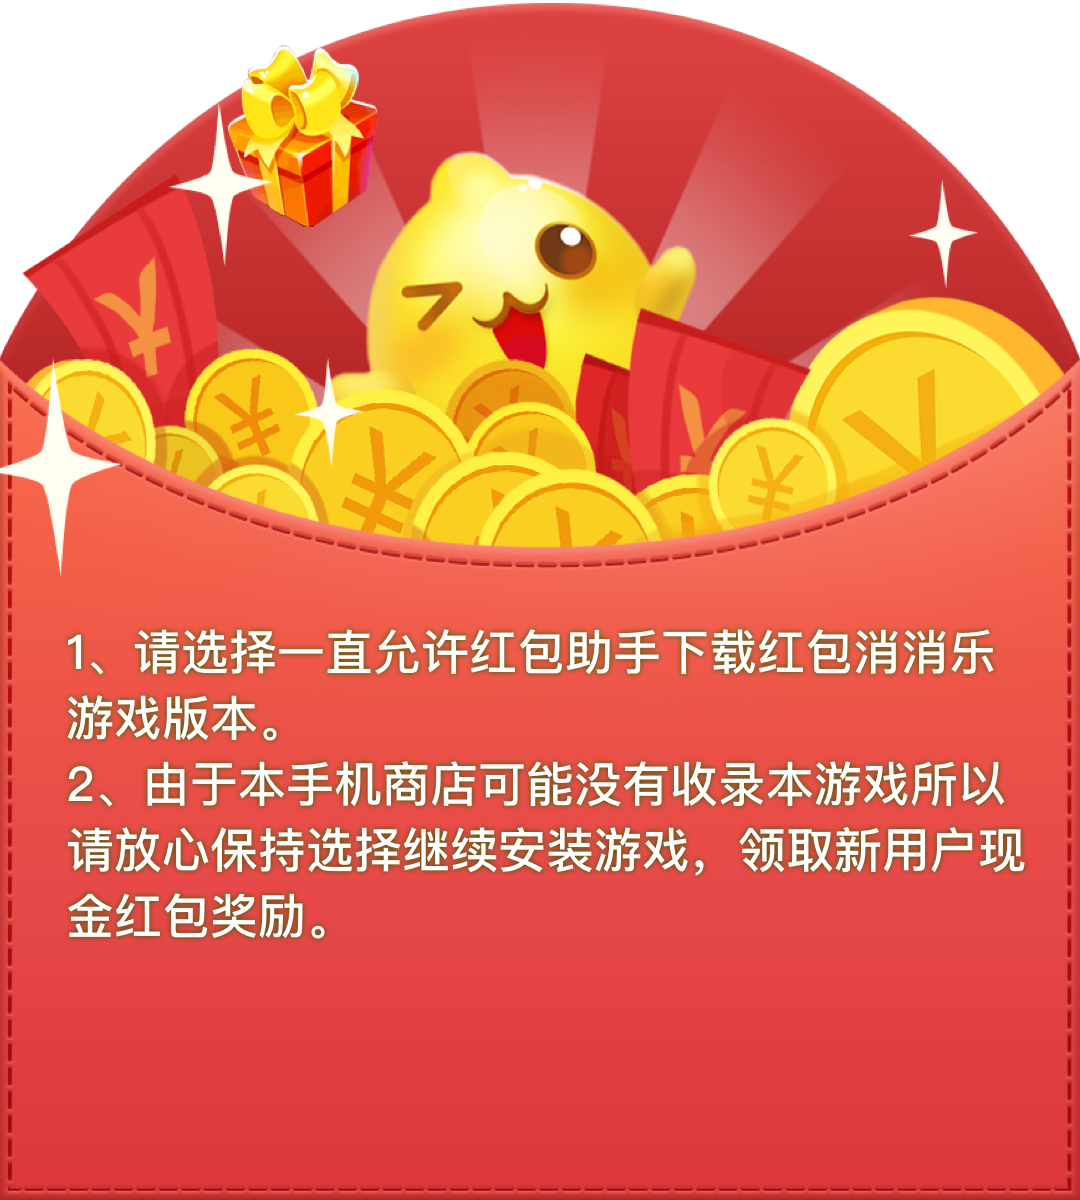 1、请选择一直允许红包助手下载红包消消乐
游戏版本。
2、由于本手机商店可能没有收录本游戏所以
请放心保持选择继续安装游戏，领取新用户现
金红包奖励。